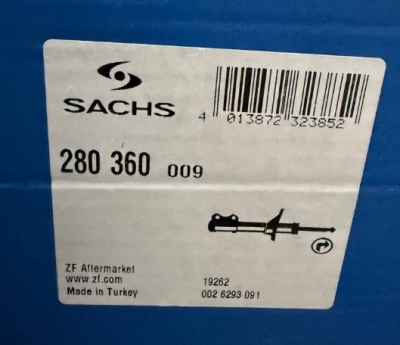 SACHS
4 013872 323852
280 360 009
ZF Aftermarket
www.zf.com
Made in Turkey
19262
002 6293 091